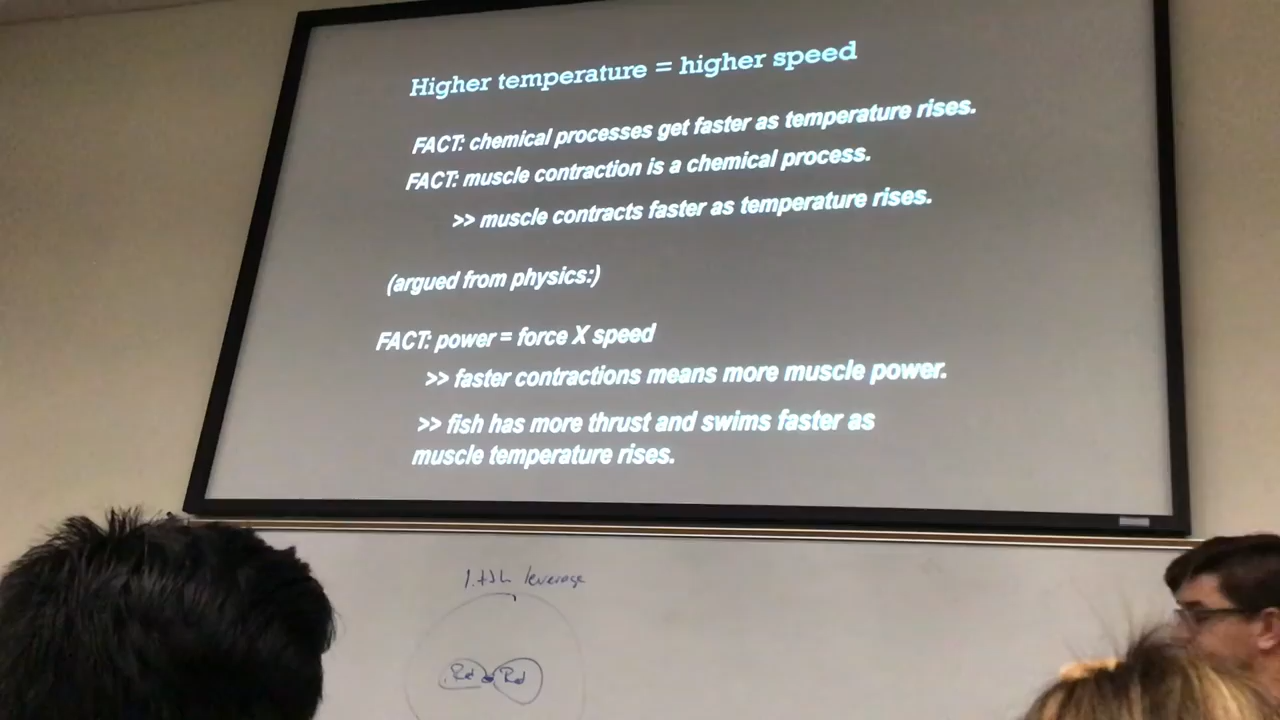 Higher temperature = higher speed
FACT: chemical processes get faster as temperature rises.
FACT: muscle contraction is a chemical process.
>> muscle contracts faster as temperature rises.
(argued from physics:)
FACT: power = force X speed
>> faster contractions means more muscle power.
>> fish has more thrust and swims faster as
muscle temperature rises.
leverage
Rd Rd